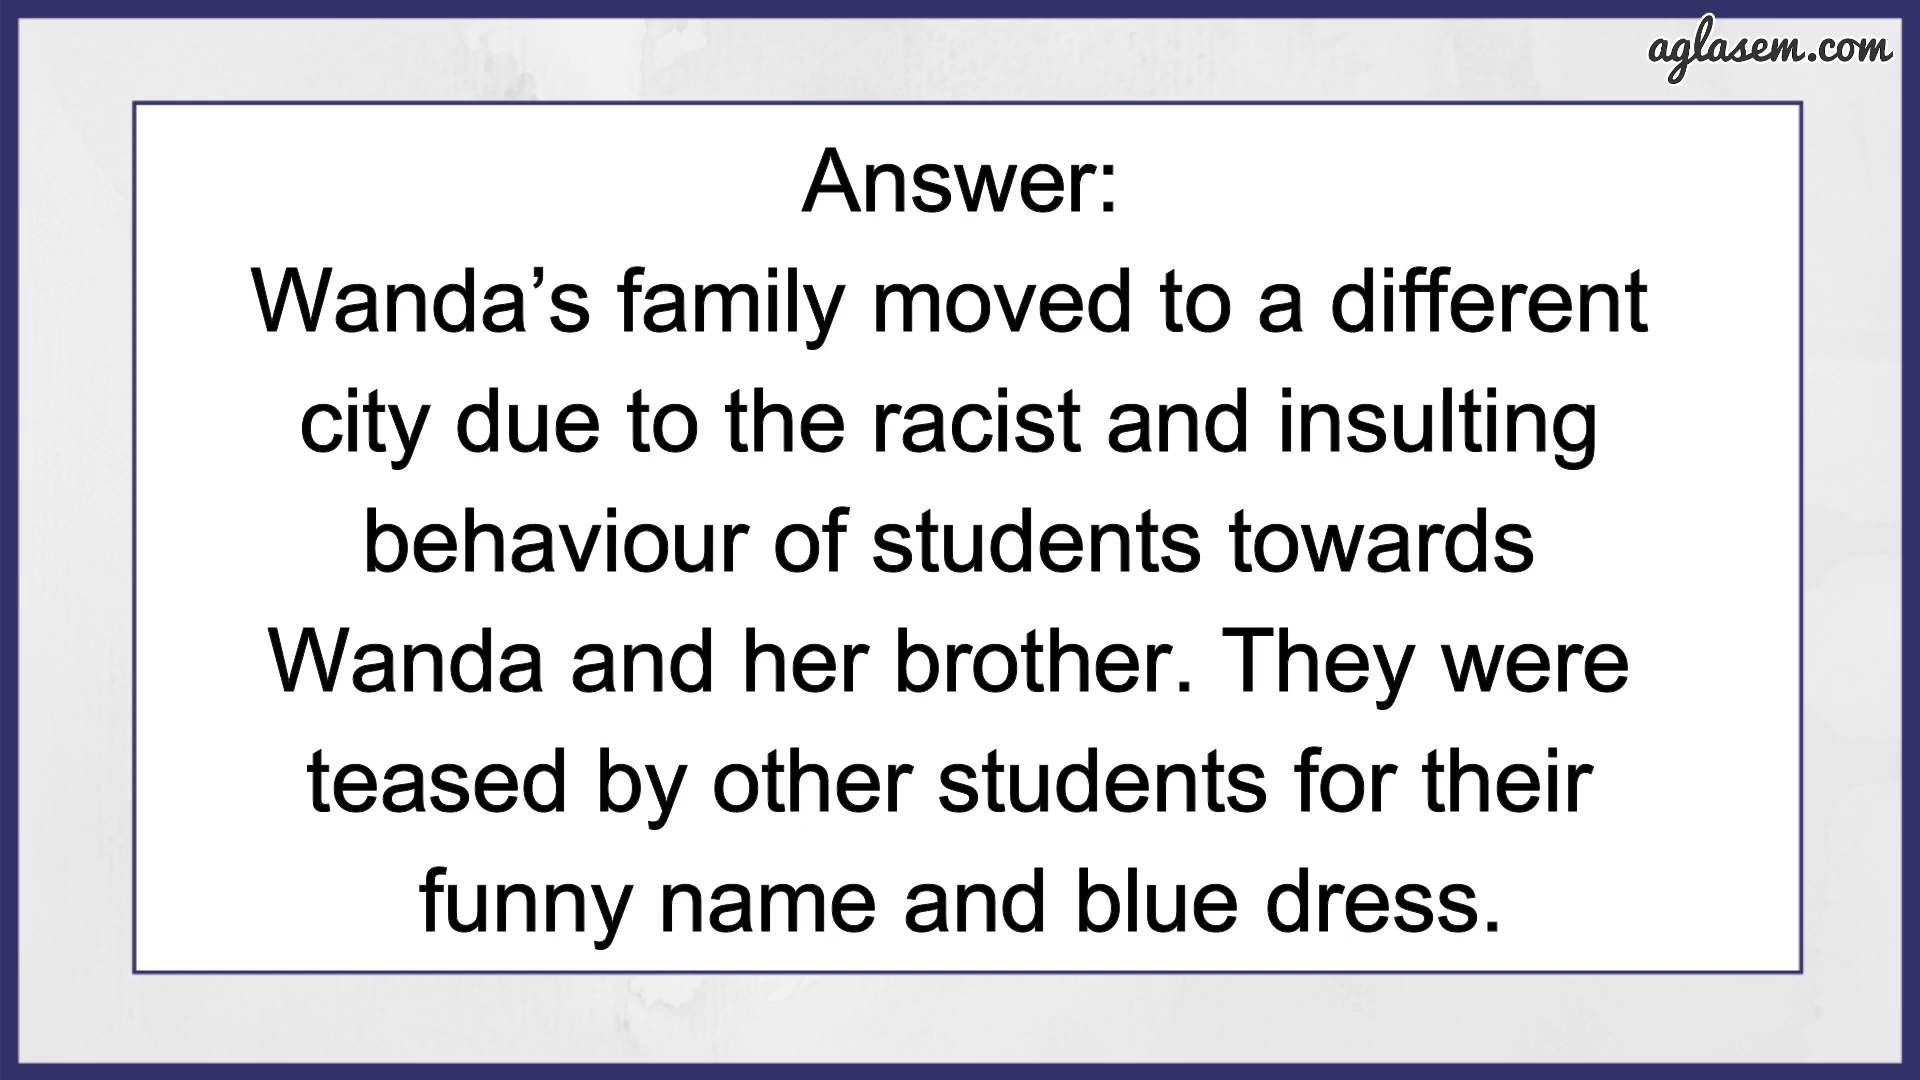 aglasem.com
Answer:
Wanda’s family moved to a different
city due to the racist and insulting
behaviour of students towards
Wanda and her brother. They were
teased by other students for their
funny name and blue dress.